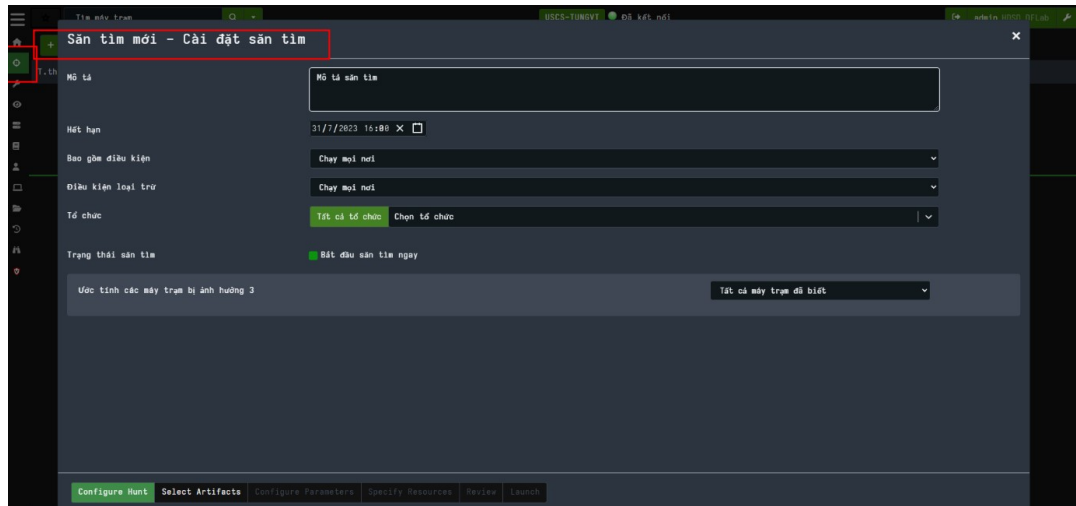 Tìm máy trạm
USCS-TUNGVT Đã kết nối
admin
Săn tìm mới - Cài đặt săn tìm
T.th
Mô tả
Mô tả săn tìm
Hết hạn
31/7/2023 16:00
Bao gồm điều kiện
Chạy mọi nơi
Điều kiện loại trừ
Chạy mọi nơi
Tổ chức
Tất cả tổ chức Chọn tổ chức
Trạng thái săn tìm
Bắt đầu săn tìm ngay
Ước tính các máy trạm bị ảnh hưởng 3
Tất cả máy trạm đã biết
Configure Hunt Select Artifacts Configure Parameters Specify Resources Review Launch